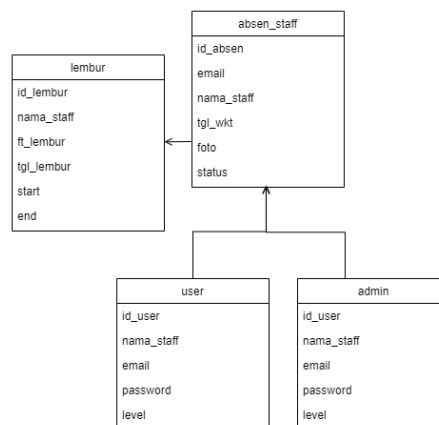 absen_staff
id_absen
email
nama_staff
tgl_wkt
foto
status
lembur
id_lembur
nama_staff
ft_lembur
tgl_lembur
start
end
user
id_user
nama_staff
email
password
level
admin
id_user
nama_staff
email
password
level